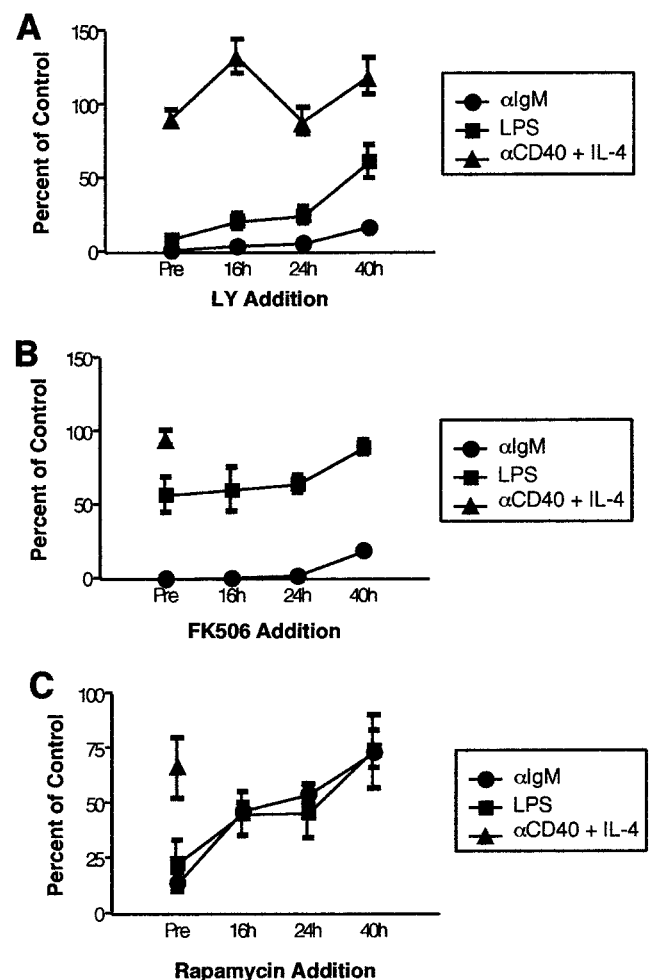 A
Percent of Control
150
100
50
0
Pre 16h 24h 40h
LY Addition
αIgM
LPS
αCD40 + IL-4
B
Percent of Control
150
100
50
0
Pre 16h 24h 40h
FK506 Addition
αIgM
LPS
αCD40 + IL-4
C
Percent of Control
100
75
50
25
0
Pre 16h 24h 40h
Rapamycin Addition
αIgM
LPS
αCD40 + IL-4